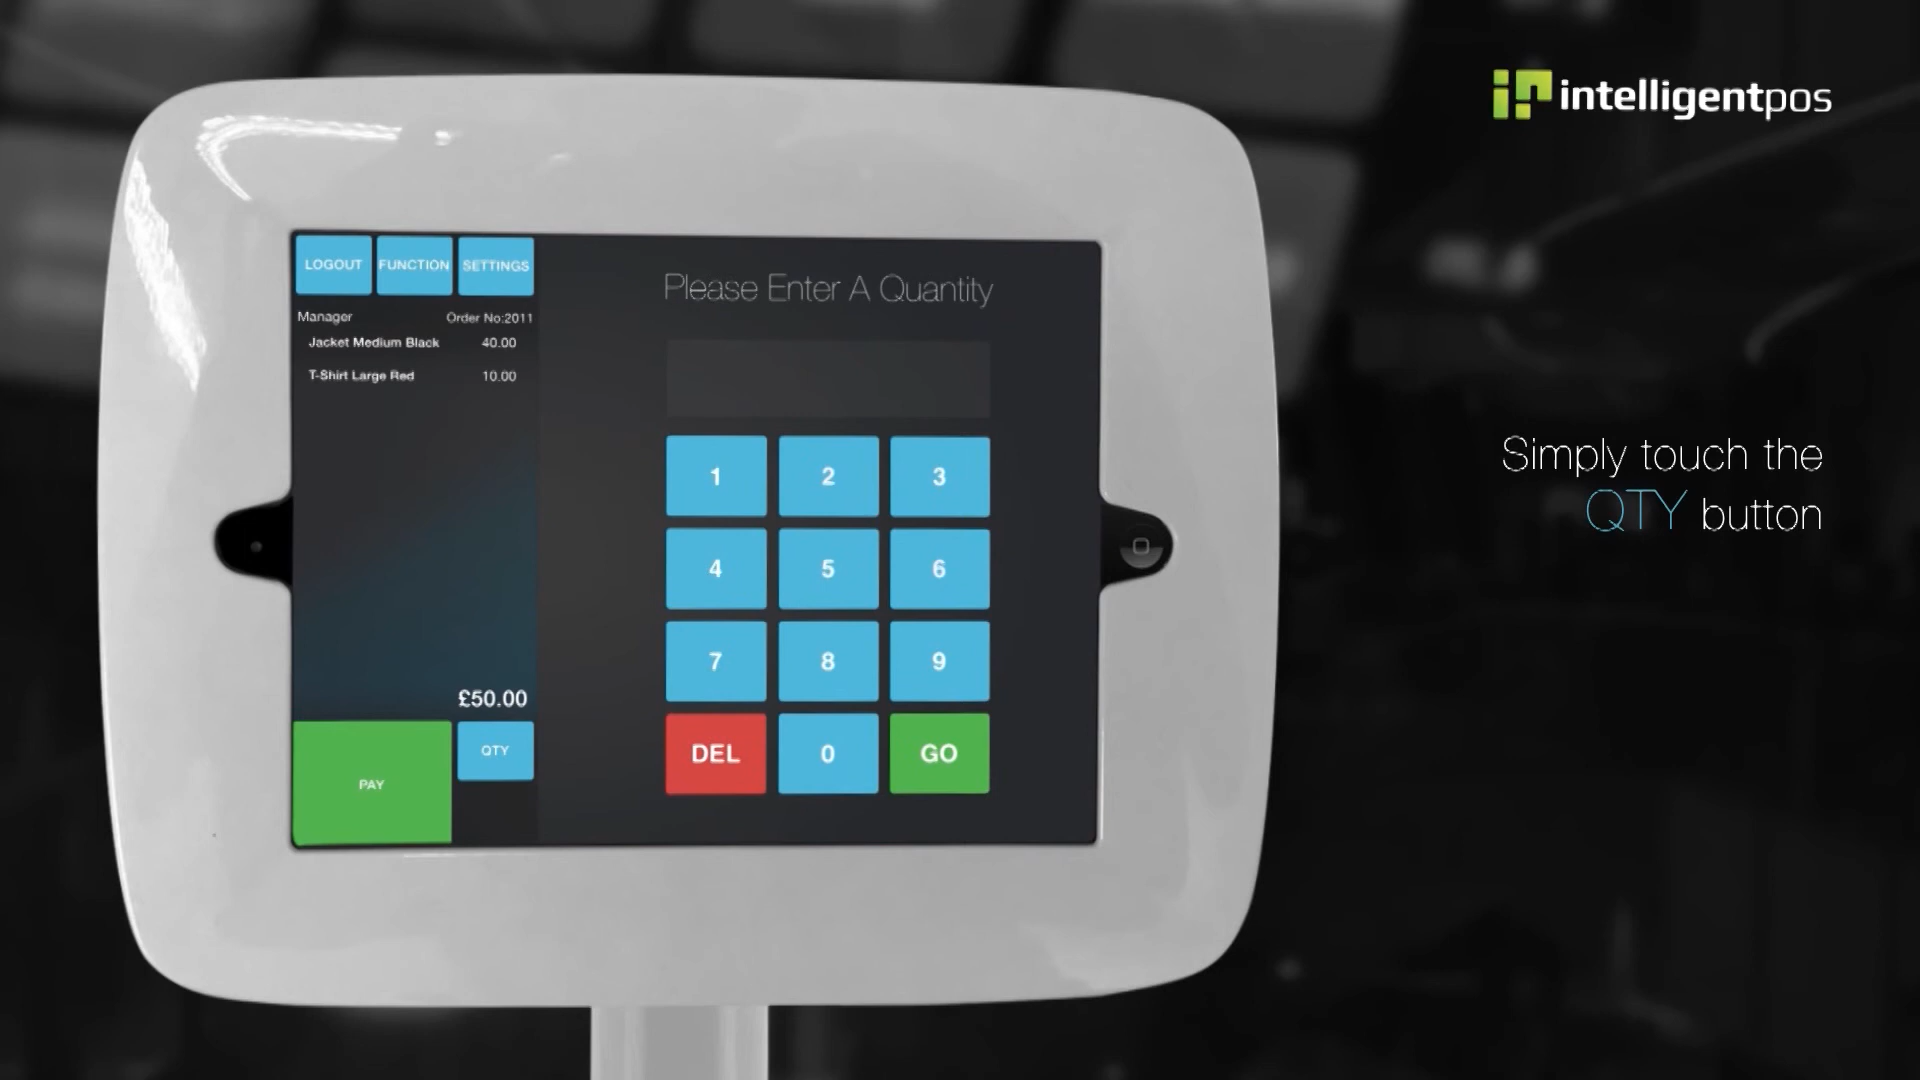 intelligentpos
LOGOUT FUNCTION SETTINGS
Manager Order No:2011
Jacket Medium Black 40.00
T-Shirt Large Red 10.00
£50.00
PAY
QTY
Please Enter A Quantity
1 2 3
4 5 6
7 8 9
DEL 0 GO
Simply touch the
QTY button